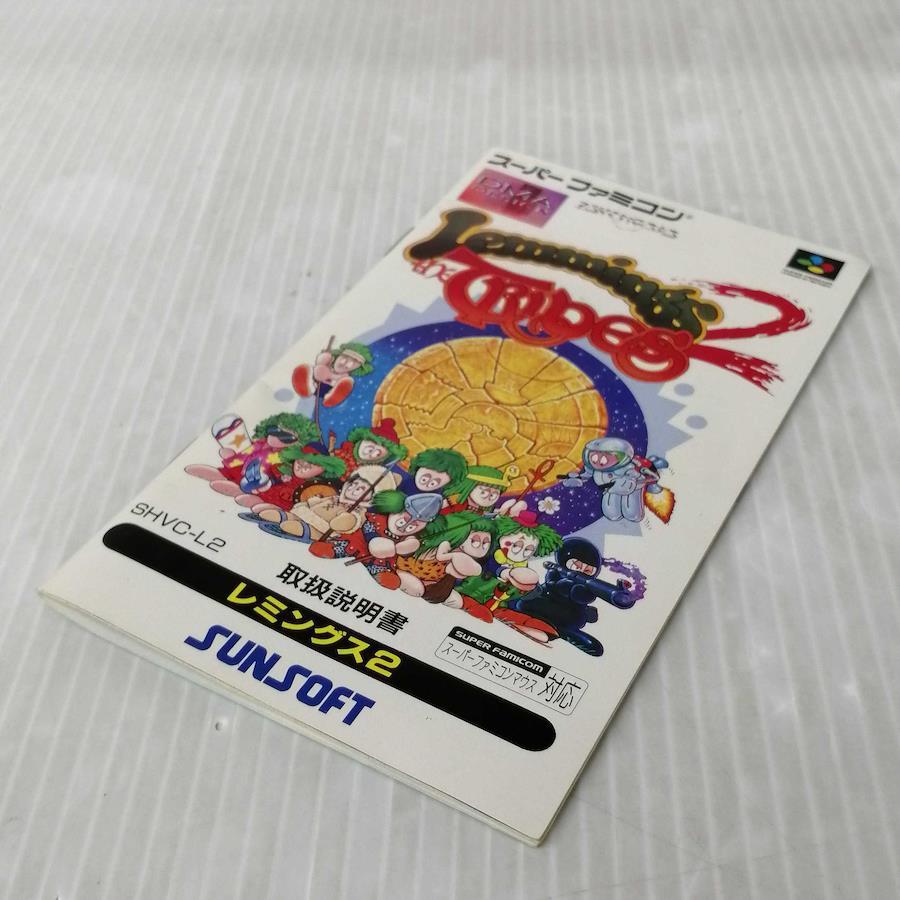 スーパーファミコン®
DMA
DESIGN
PSYGNOSIS
Lemmings 2
the Tribes
SHVC-L2
取扱説明書
レミングス2
SUPER FAMICOM
スーパーファミコンマウス 対応
SUNSOFT